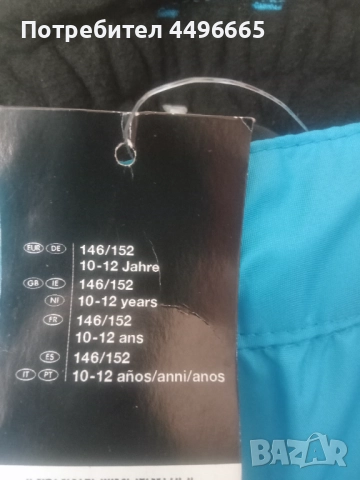 Потребител 4496665
EUR DE 146/152
10-12 Jahre
GB IE 146/152
NI 10-12 years
FR 146/152
10-12 ans
ES 146/152
IT PT 10-12 años/anni/anos
BAZAR